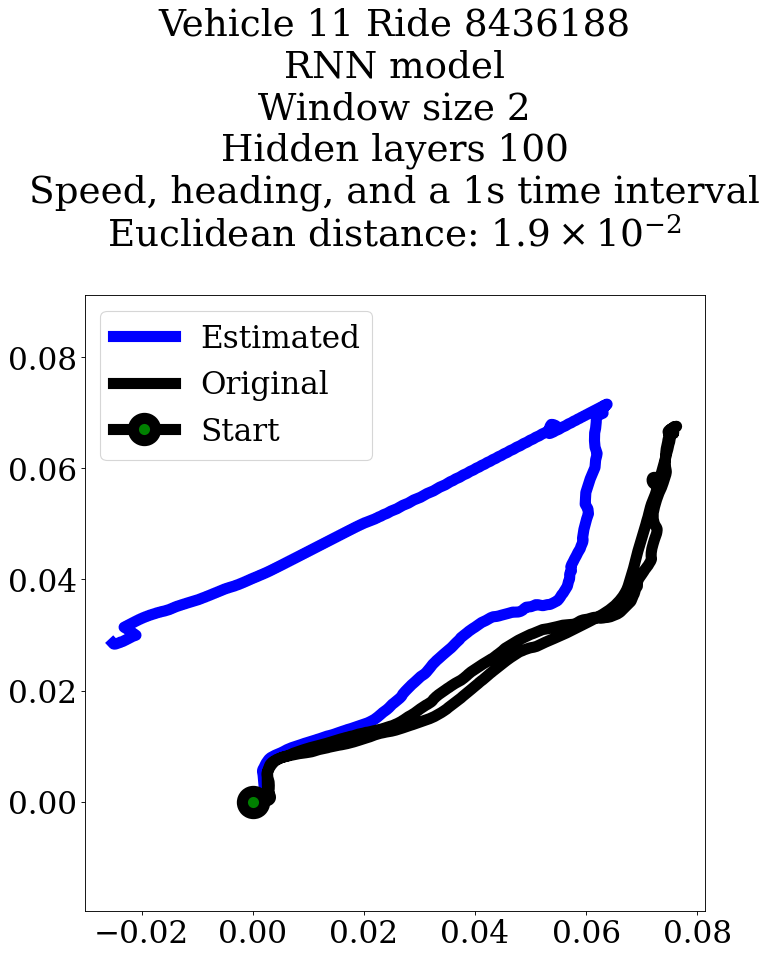 Vehicle 11 Ride 8436188
RNN model
Window size 2
Hidden layers 100
Speed, heading, and a 1s time interval
Euclidean distance: 1.9 × 10⁻²
Estimated
Original
Start
0.08
0.06
0.04
0.02
0.00
−0.02 0.00 0.02 0.04 0.06 0.08